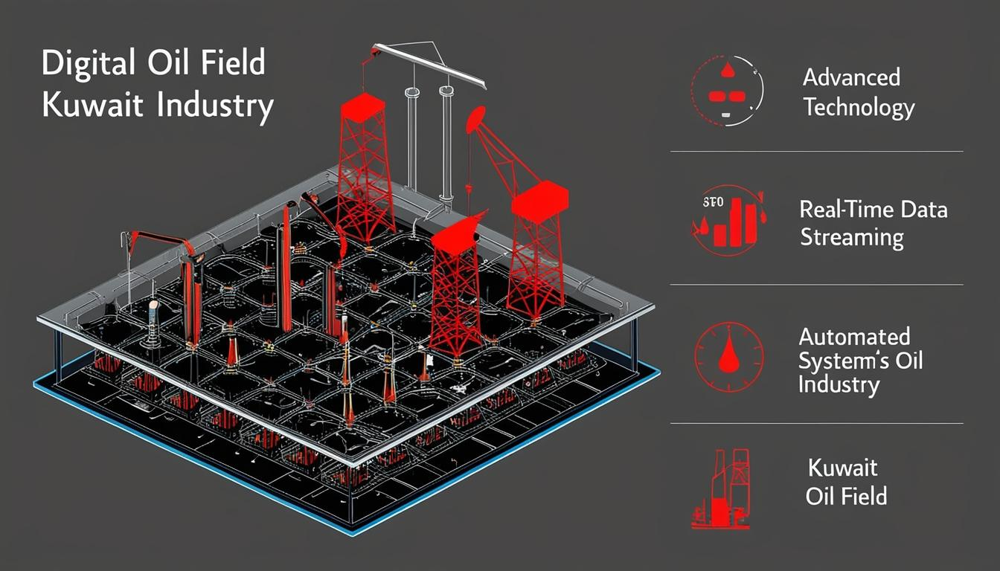 Digital Oil Field
Kuwait Industry
Advanced
Technology
Real-Time Data
Streaming
Automated
System's Oil
Industry
Kuwait
Oil Field